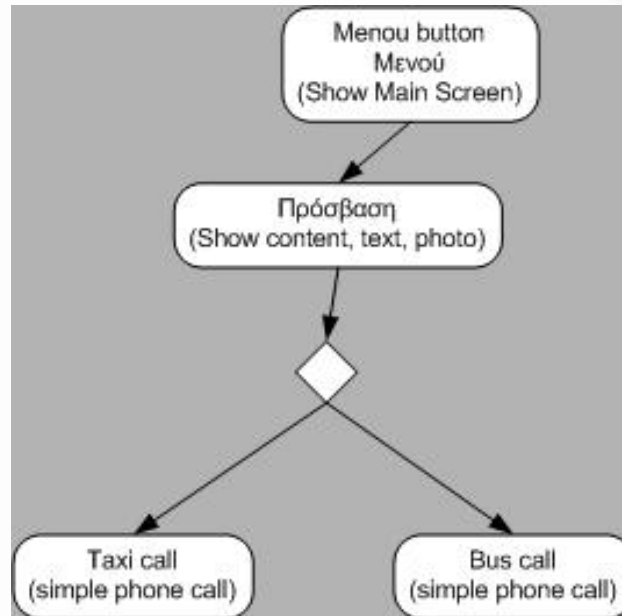 Menou button
Μενού
(Show Main Screen)
Πρόσβαση
(Show content, text, photo)
Taxi call
(simple phone call)
Bus call
(simple phone call)